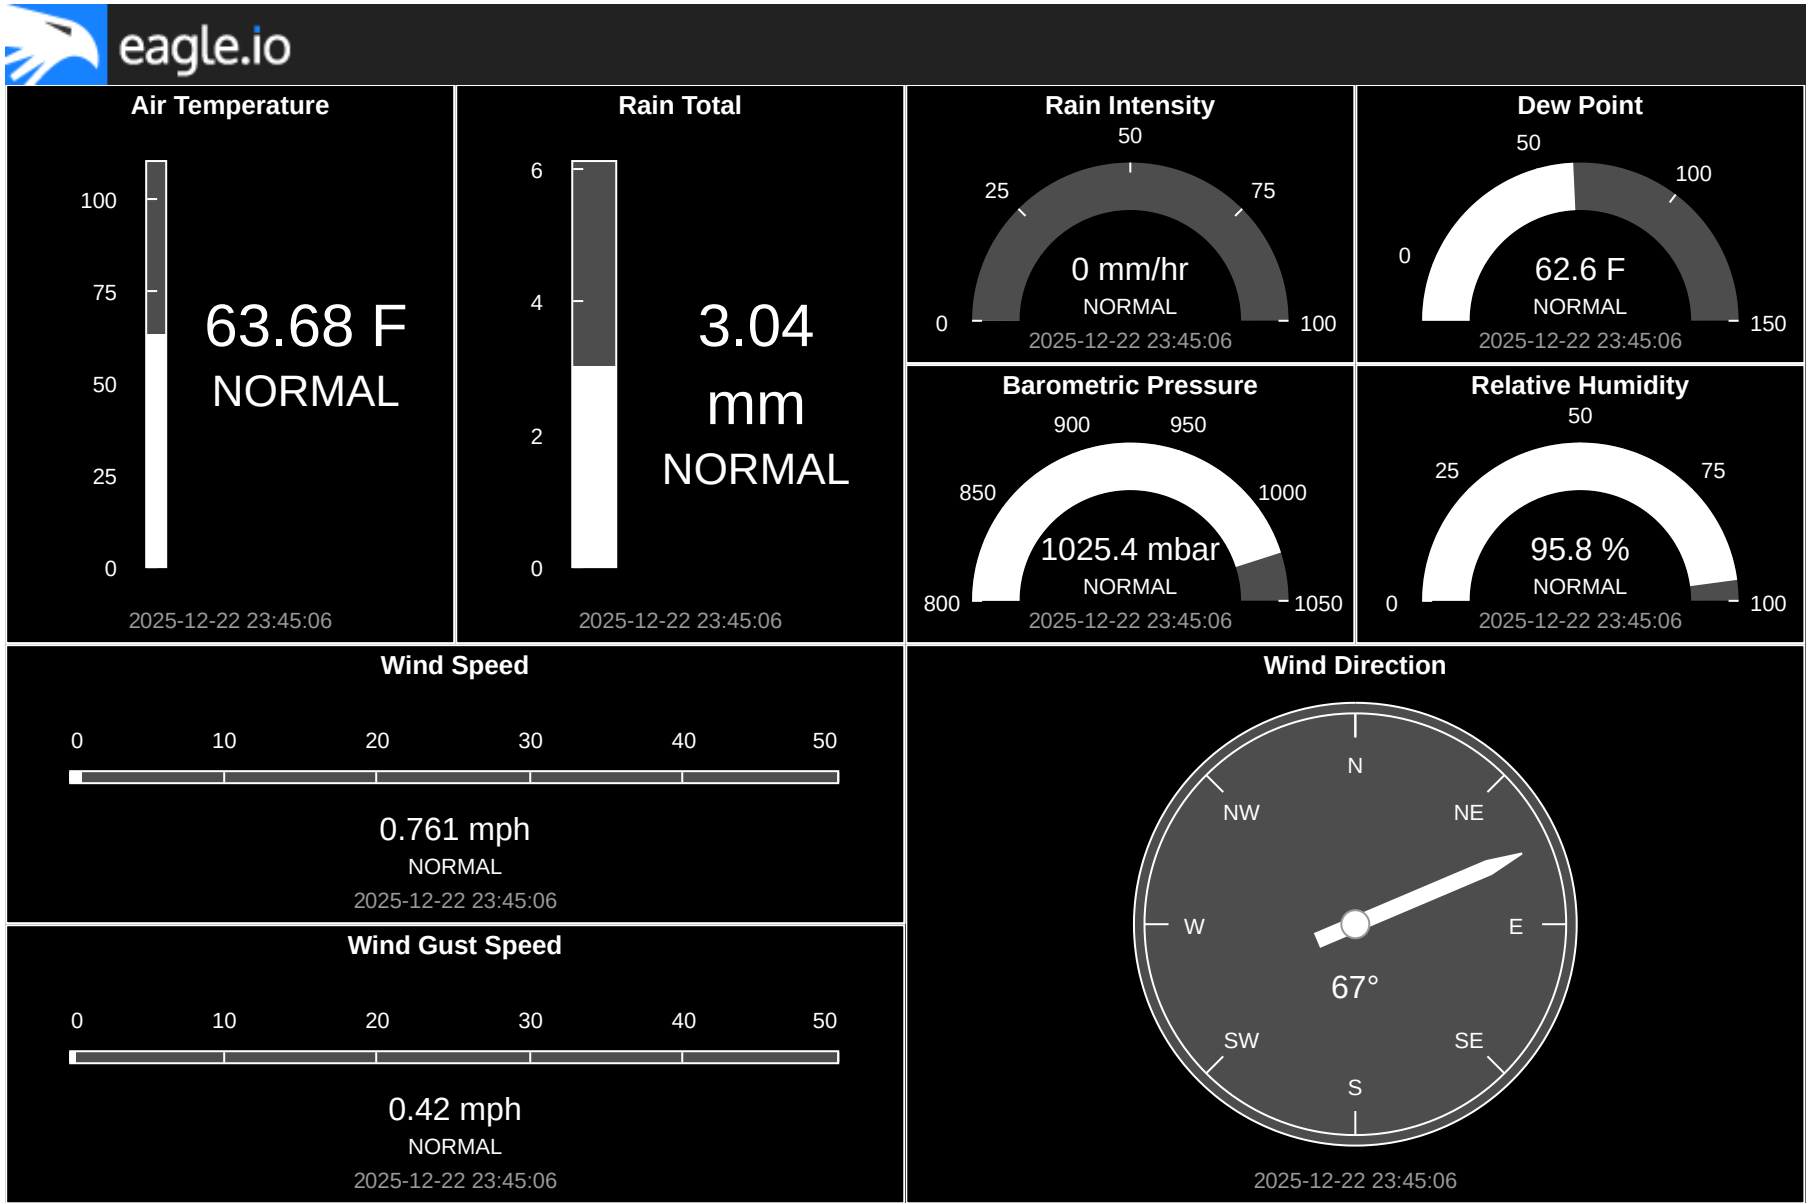 eagle.io
Air Temperature
100
75
50
25
0
63.68 F
NORMAL
2025-12-22 23:45:06
Rain Total
6
4
2
0
3.04
mm
NORMAL
2025-12-22 23:45:06
Rain Intensity
50
25
75
0
100
0 mm/hr
NORMAL
2025-12-22 23:45:06
Dew Point
50
100
0
150
62.6 F
NORMAL
2025-12-22 23:45:06
Barometric Pressure
900
950
850
1000
800
1050
1025.4 mbar
NORMAL
2025-12-22 23:45:06
Relative Humidity
50
25
75
0
100
95.8 %
NORMAL
2025-12-22 23:45:06
Wind Speed
0 10 20 30 40 50
0.761 mph
NORMAL
2025-12-22 23:45:06
Wind Gust Speed
0 10 20 30 40 50
0.42 mph
NORMAL
2025-12-22 23:45:06
Wind Direction
N
NW
NE
W
E
67°
SW
SE
S
2025-12-22 23:45:06